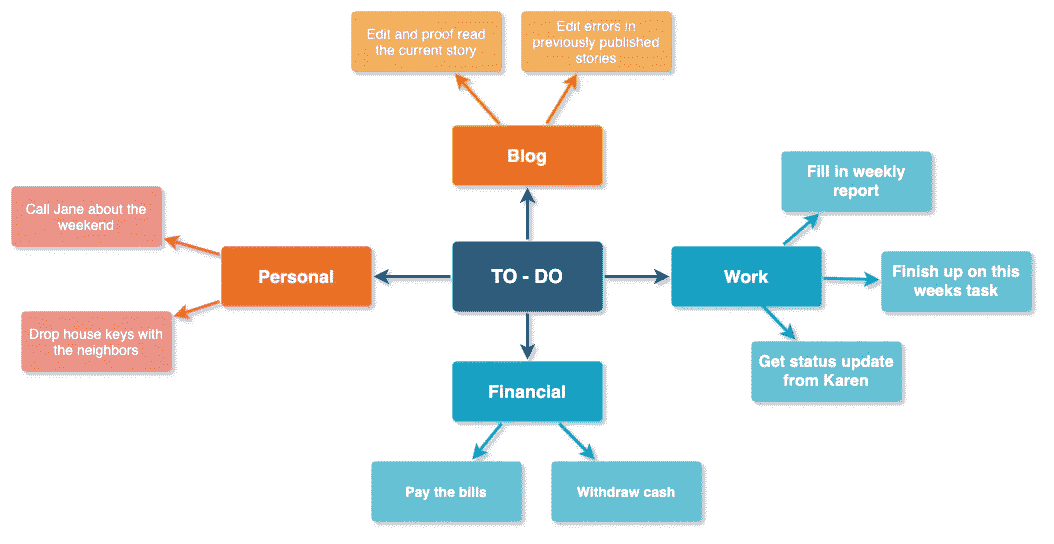 Edit and proof read
the current story
Edit errors in
previously published
stories
Blog
Fill in weekly
report
Call Jane about the
weekend
Personal
TO - DO
Work
Finish up on this
weeks task
Drop house keys with
the neighbors
Get status update
from Karen
Financial
Pay the bills
Withdraw cash